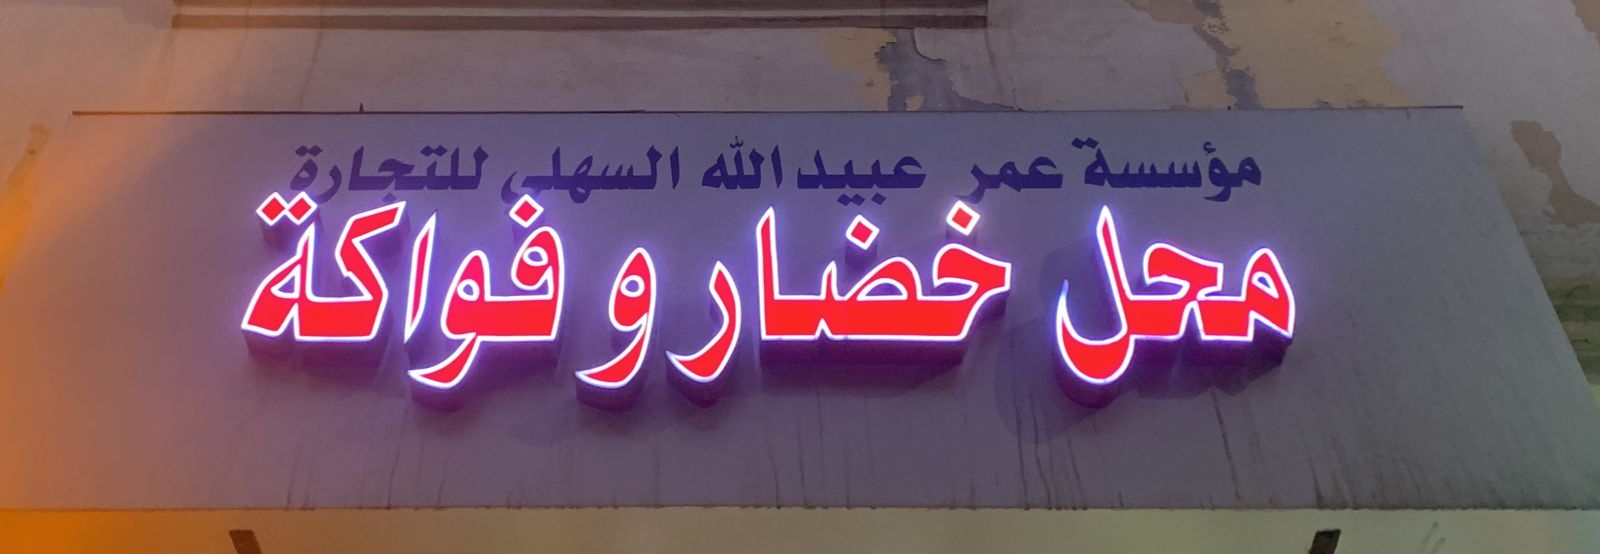 مؤسسة عمر عبيد الله السهلي للتجارة
محل خضار و فواكة